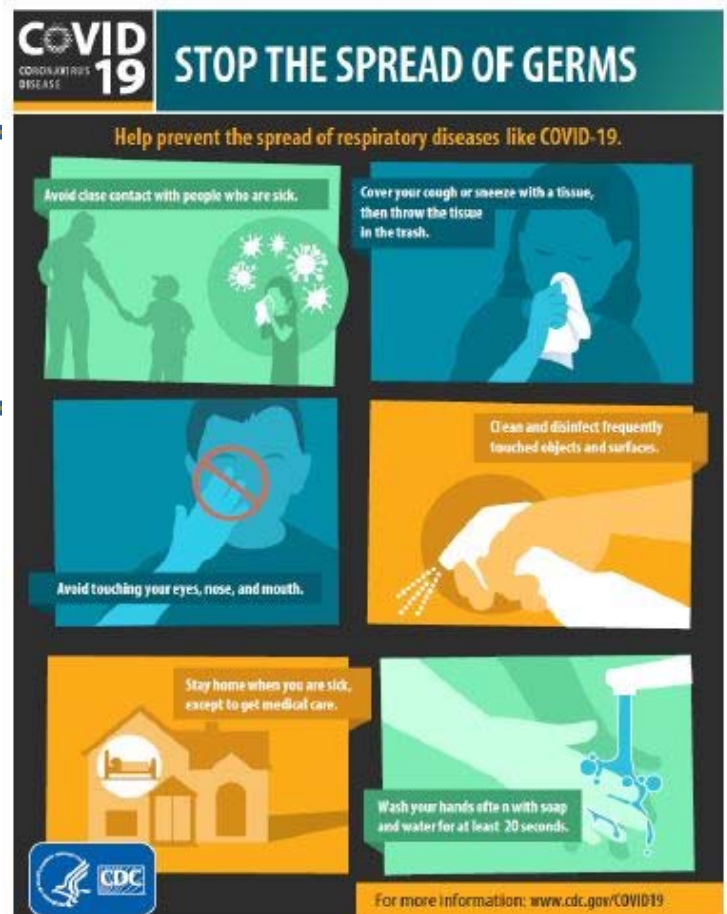 COVID
CORONAVIRUS
DISEASE
19
STOP THE SPREAD OF GERMS
Help prevent the spread of respiratory diseases like COVID-19.
Avoid close contact with people who are sick.
Cover your cough or sneeze with a tissue,
then throw the tissue
in the trash.
Avoid touching your eyes, nose, and mouth.
Clean and disinfect frequently
touched objects and surfaces.
Stay home when you are sick,
except to get medical care.
Wash your hands ofte n with soap
and water for at least 20 seconds.
CDC
For more information: www.cdc.gov/COVID19